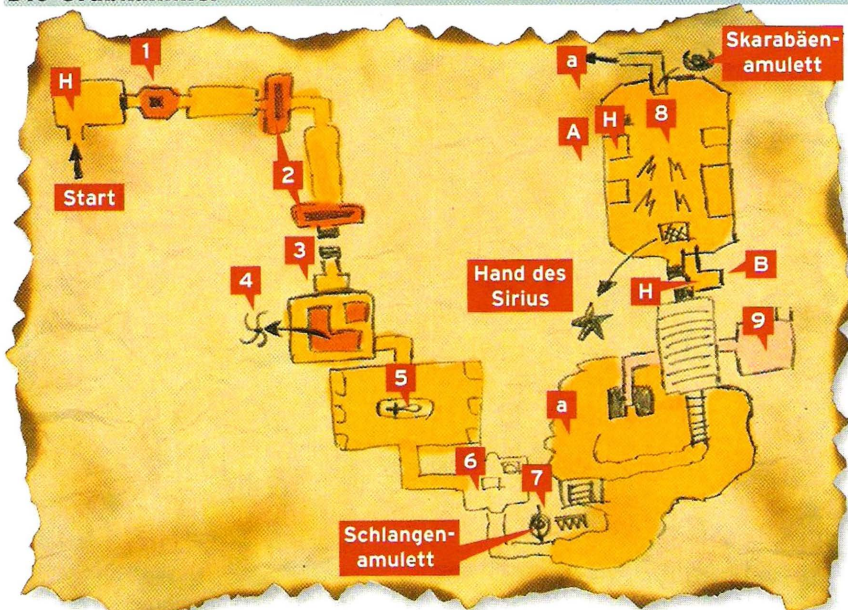 1
H
Start
2
3
4
5
6
7
Schlangen-
amulett
a
Skarabäen-
amulett
A
H
8
Hand des
Sirius
B
H
9
a